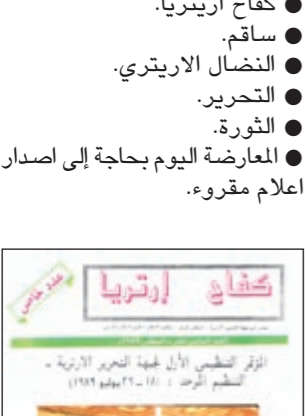 ● كفاح اريتريا.
● ساقم.
● النضال الاريتري.
● التحرير.
● الثورة.
● المعارضة اليوم بحاجة إلى اصدار
اعلام مقروء.
عدد خاص
كفاح إرتريا
المؤتمر التنظيمي الأول لجبهة التحرير الارترية -
التنظيم الموحد : (١٨ - ٢٦ يوليو ١٩٨٩)